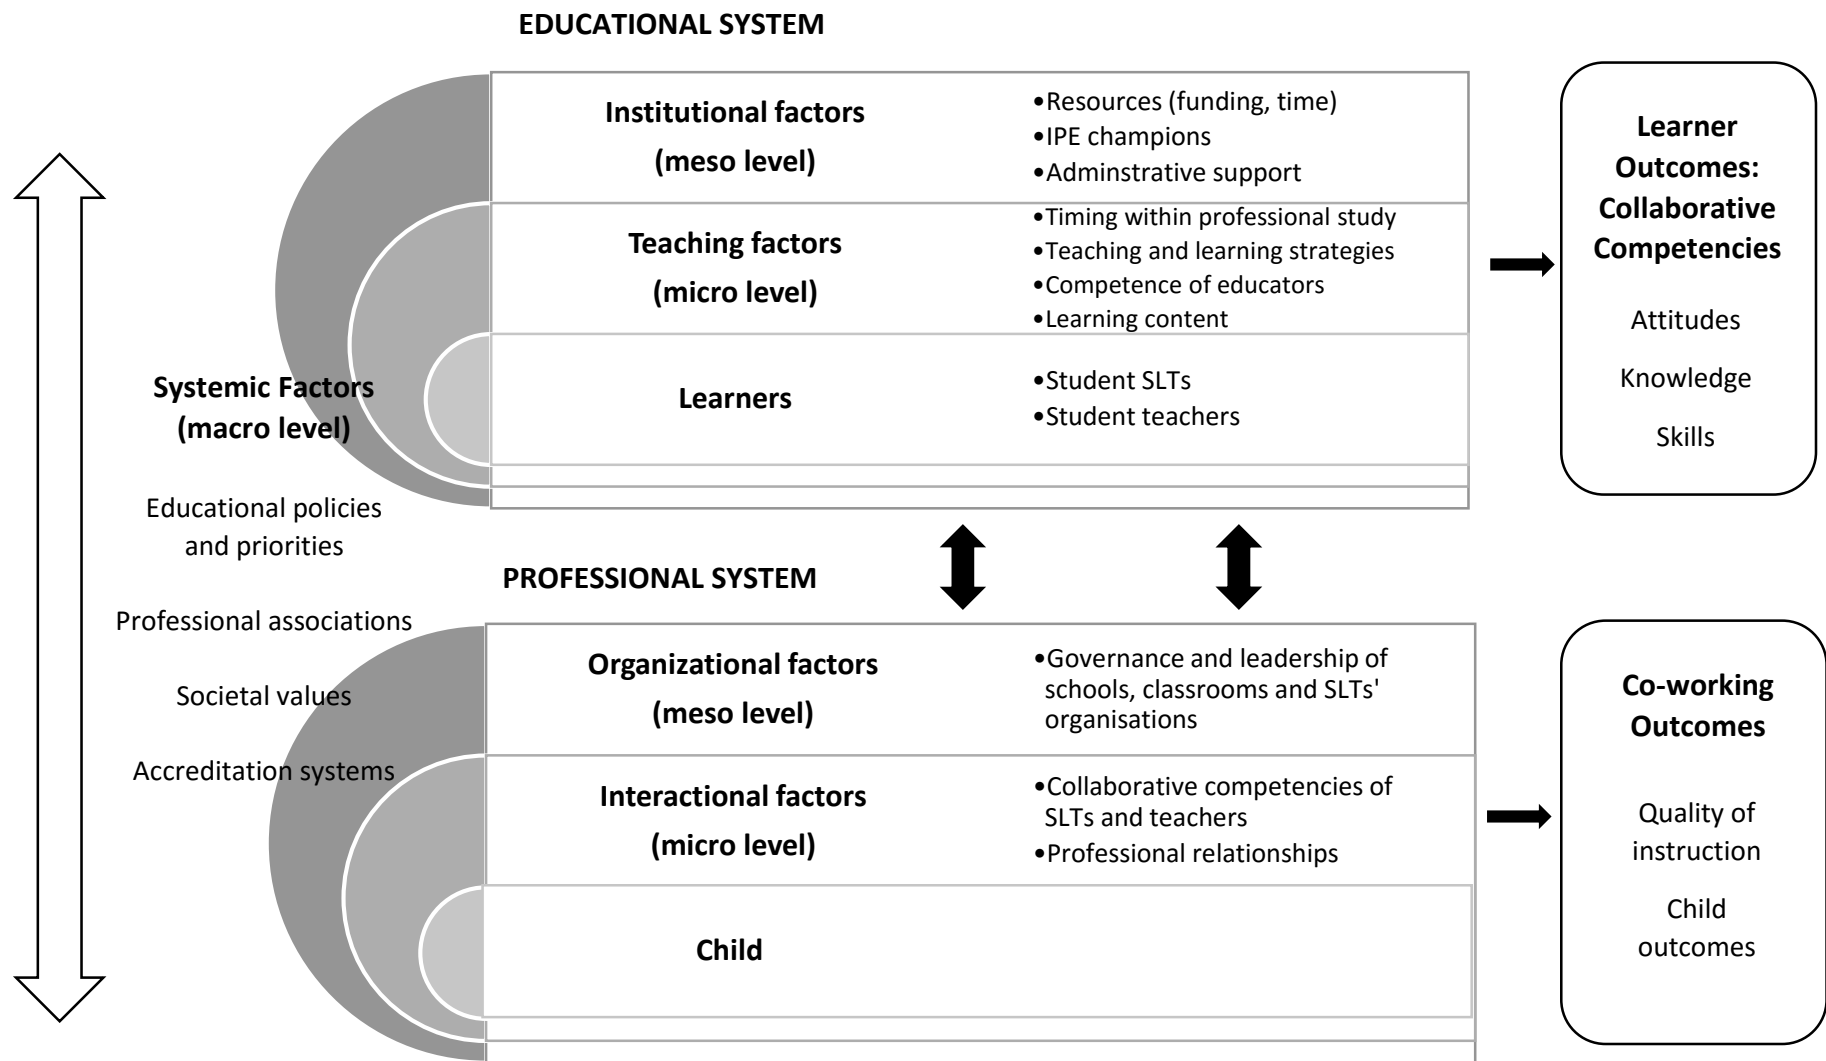 EDUCATIONAL SYSTEM
Institutional factors
(meso level)
•Resources (funding, time)
•IPE champions
•Adminstrative support
Teaching factors
(micro level)
•Timing within professional study
•Teaching and learning strategies
•Competence of educators
•Learning content
Learners
•Student SLTs
•Student teachers
Learner
Outcomes:
Collaborative
Competencies
Attitudes
Knowledge
Skills
Systemic Factors
(macro level)
Educational policies
and priorities
Professional associations
Societal values
Accreditation systems
PROFESSIONAL SYSTEM
Organizational factors
(meso level)
•Governance and leadership of
schools, classrooms and SLTs'
organisations
Interactional factors
(micro level)
•Collaborative competencies of
SLTs and teachers
•Professional relationships
Child
Co-working
Outcomes
Quality of
instruction
Child
outcomes